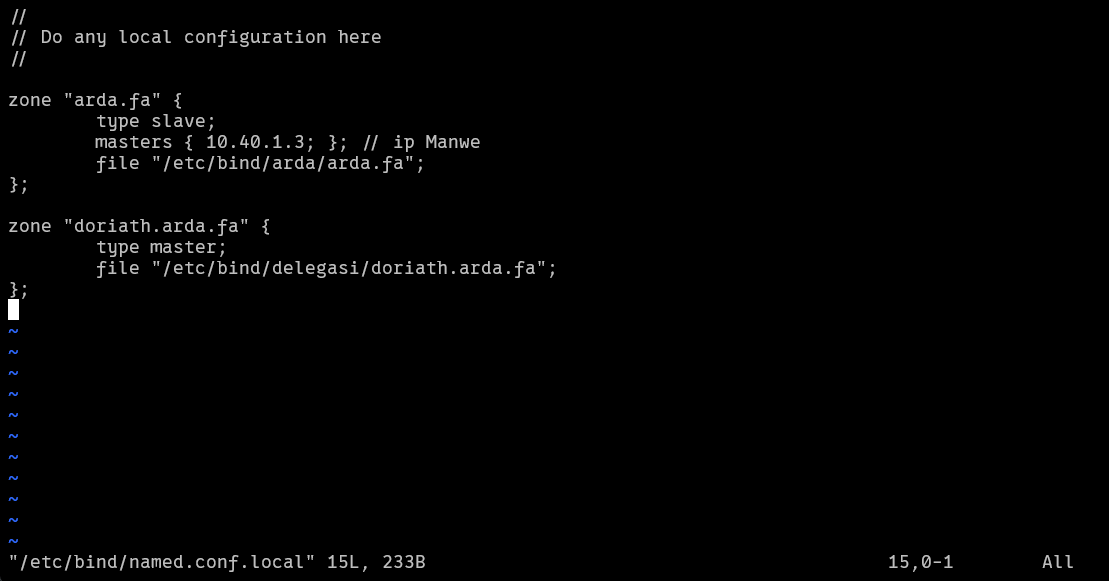 //
// Do any local configuration here
//
zone "arda.fa" {
        type slave;
        masters { 10.40.1.3; }; // ip Manwe
        file "/etc/bind/arda/arda.fa";
};
zone "doriath.arda.fa" {
        type master;
        file "/etc/bind/delegasi/doriath.arda.fa";
};
~
~
~
~
~
~
~
~
~
~
~
"/etc/bind/named.conf.local" 15L, 233B 15,0-1 All